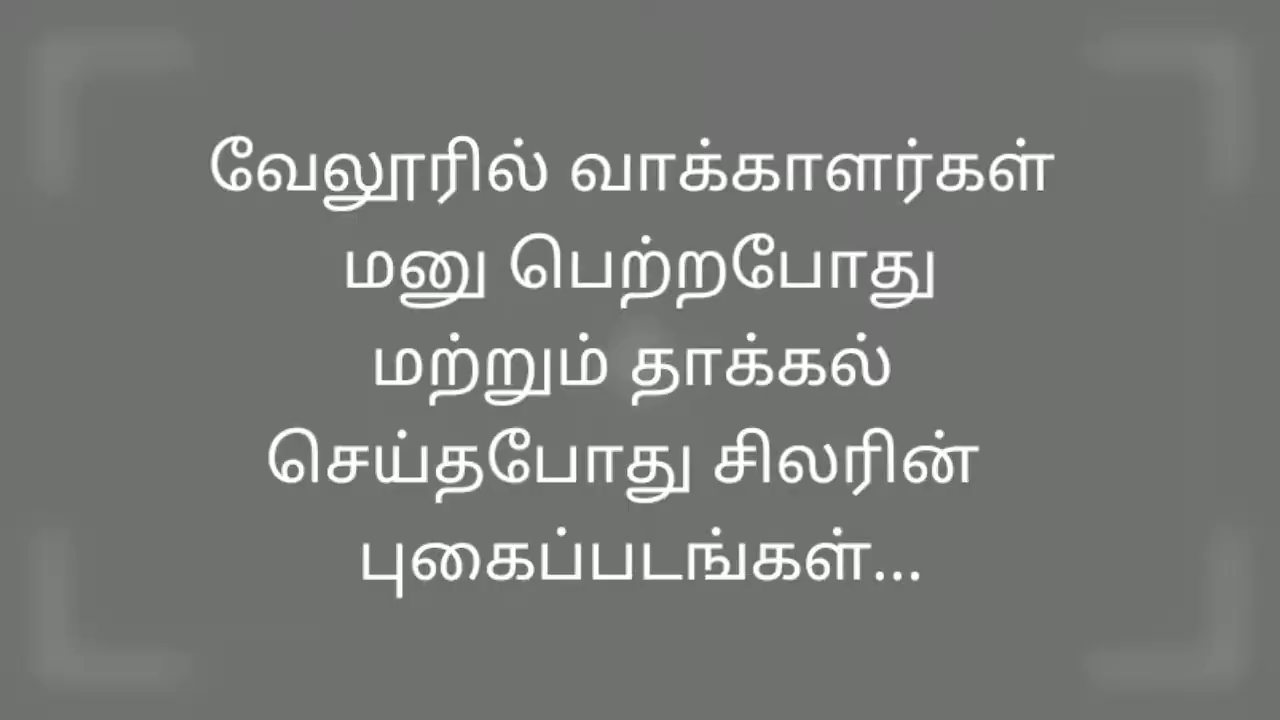 வேலூரில் வாக்காளர்கள்
மனு பெற்றபோது
மற்றும் தாக்கல்
செய்தபோது சிலரின்
புகைப்படங்கள்...